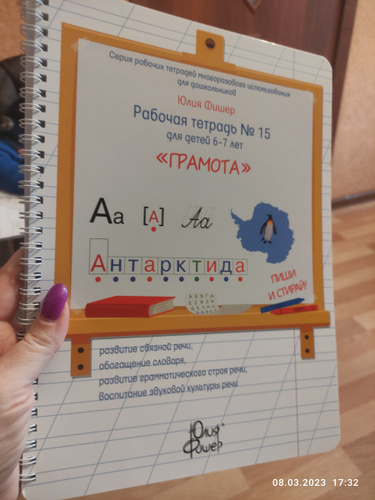 Серия рабочих тетрадей многоразового использования
для дошкольников
Юлия Фишер
Рабочая тетрадь № 15
для детей 6-7 лет
«ГРАМОТА»
Аа [А] Аа
Антарктида
ПИШИ
И СТИРАЙ!
развитие связной речи,
обогащение словаря,
развитие грамматического строя речи,
воспитание звуковой культуры речи
Юлия
Фишер
08.03.2023 17:32